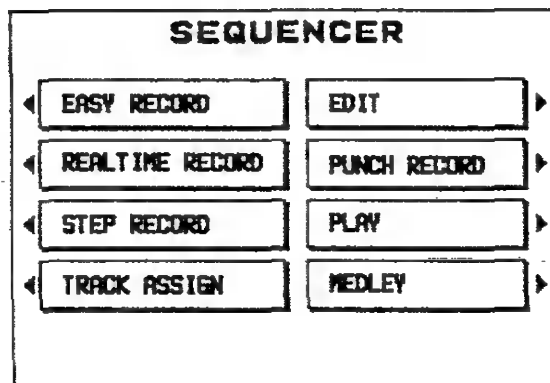 SEQUENCER
EASY RECORD EDIT
REALTIME RECORD PUNCH RECORD
STEP RECORD PLAY
TRACK ASSIGN MEDLEY